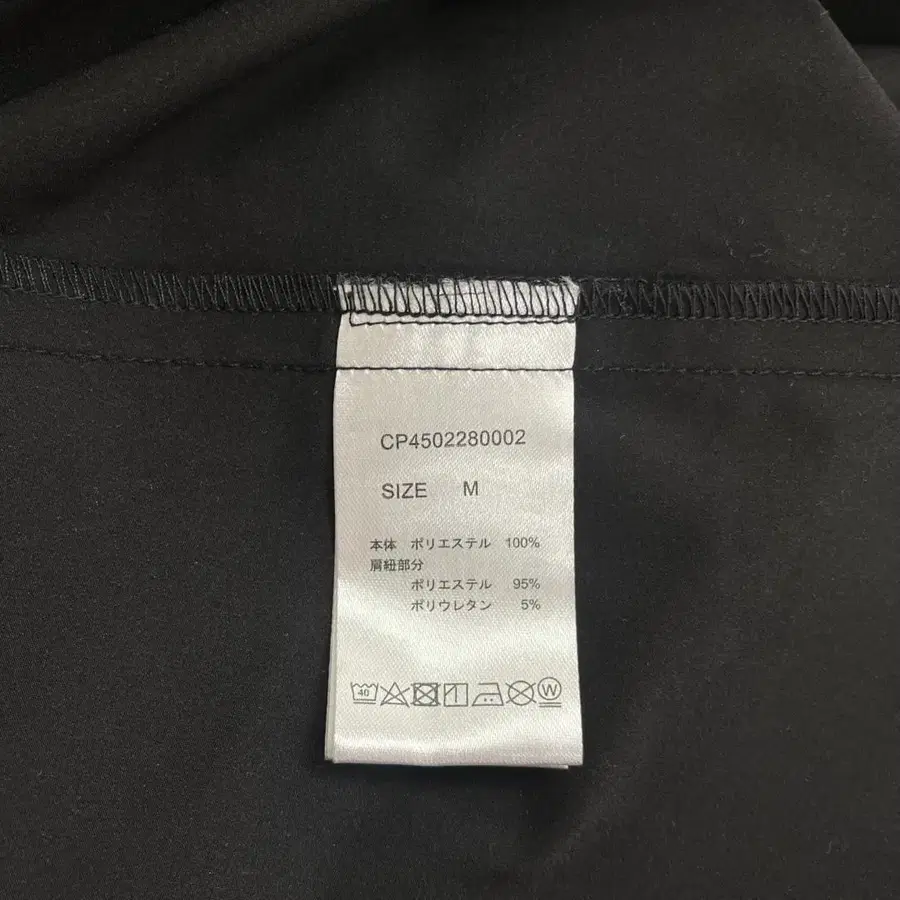 CP4502280002
SIZE M
本体 ポリエステル 100%
肩紐部分
ポリエステル 95%
ポリウレタン 5%
40 W